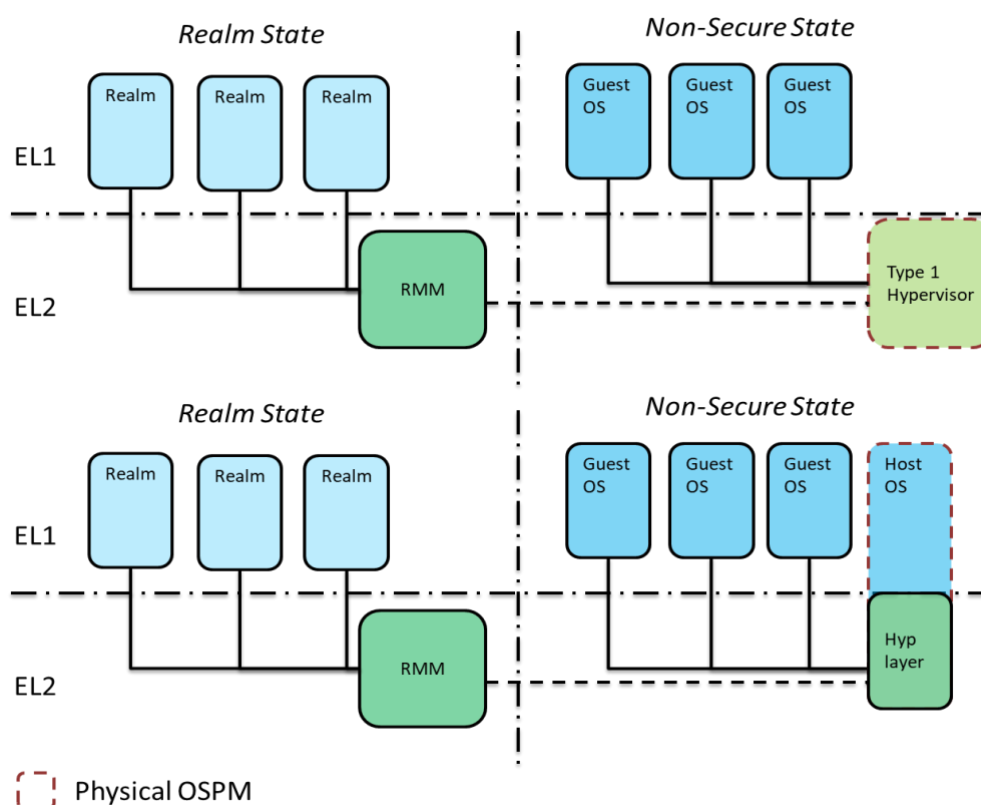 Realm State
Non-Secure State
Realm
Realm
Realm
Guest
OS
Guest
OS
Guest
OS
EL1
EL2
RMM
Type 1
Hypervisor
Realm State
Non-Secure State
Realm
Realm
Realm
Guest
OS
Guest
OS
Guest
OS
Host
OS
EL1
EL2
RMM
Hyp
layer
Physical OSPM